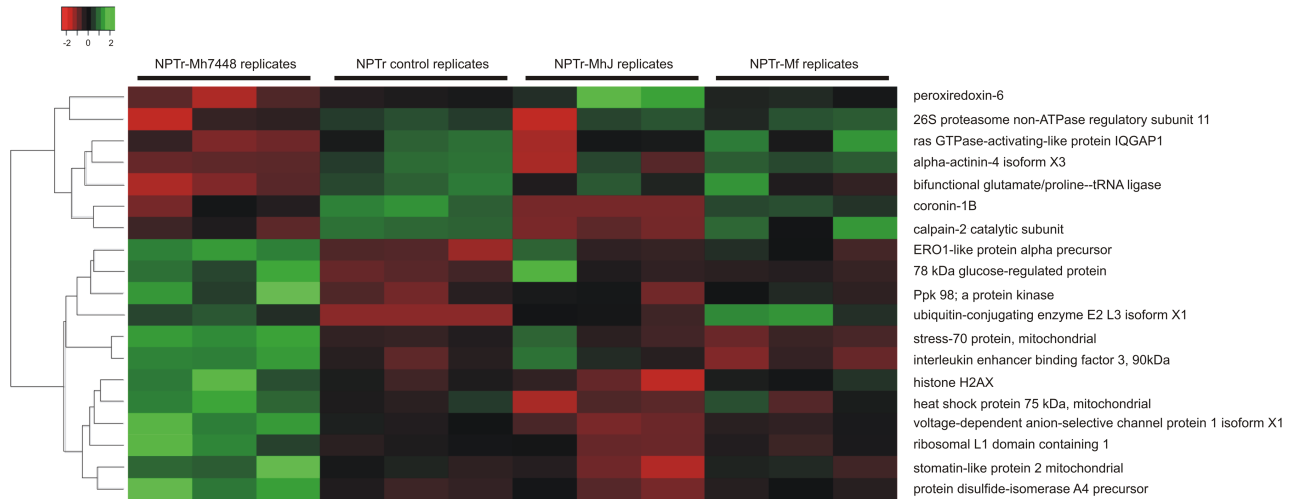 -2 0 2
NPTr-Mh7448 replicates NPTr control replicates NPTr-MhJ replicates NPTr-Mf replicates
peroxiredoxin-6
26S proteasome non-ATPase regulatory subunit 11
ras GTPase-activating-like protein IQGAP1
alpha-actinin-4 isoform X3
bifunctional glutamate/proline--tRNA ligase
coronin-1B
calpain-2 catalytic subunit
ERO1-like protein alpha precursor
78 kDa glucose-regulated protein
Ppk 98; a protein kinase
ubiquitin-conjugating enzyme E2 L3 isoform X1
stress-70 protein, mitochondrial
interleukin enhancer binding factor 3, 90kDa
histone H2AX
heat shock protein 75 kDa, mitochondrial
voltage-dependent anion-selective channel protein 1 isoform X1
ribosomal L1 domain containing 1
stomatin-like protein 2 mitochondrial
protein disulfide-isomerase A4 precursor